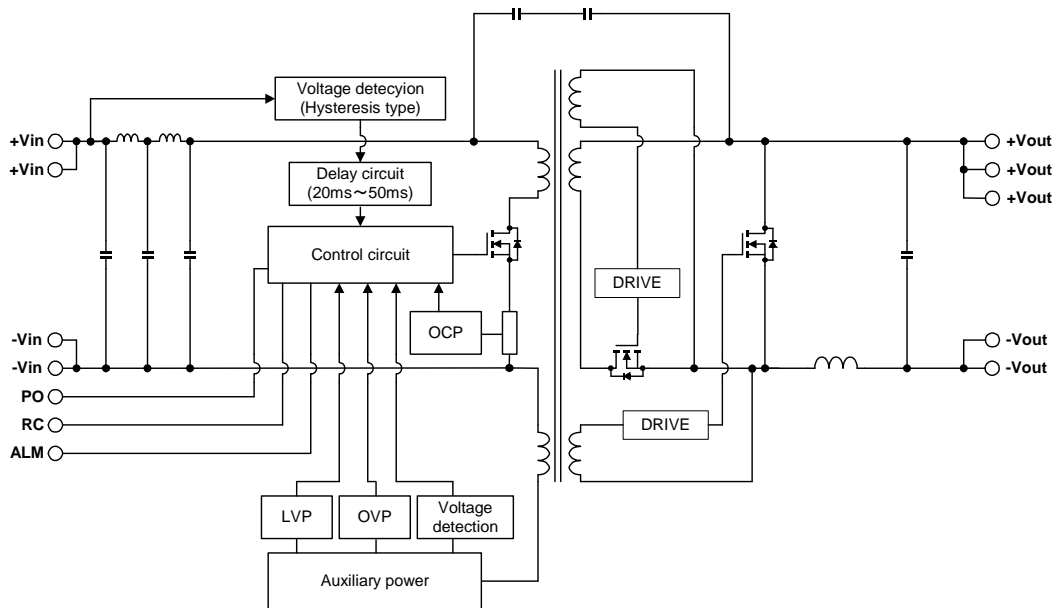 Voltage detecyion
(Hysteresis type)
+Vin
+Vin
Delay circuit
(20ms～50ms)
Control circuit
OCP
-Vin
-Vin
PO
RC
ALM
LVP
OVP
Voltage
detection
Auxiliary power
DRIVE
DRIVE
+Vout
+Vout
+Vout
-Vout
-Vout